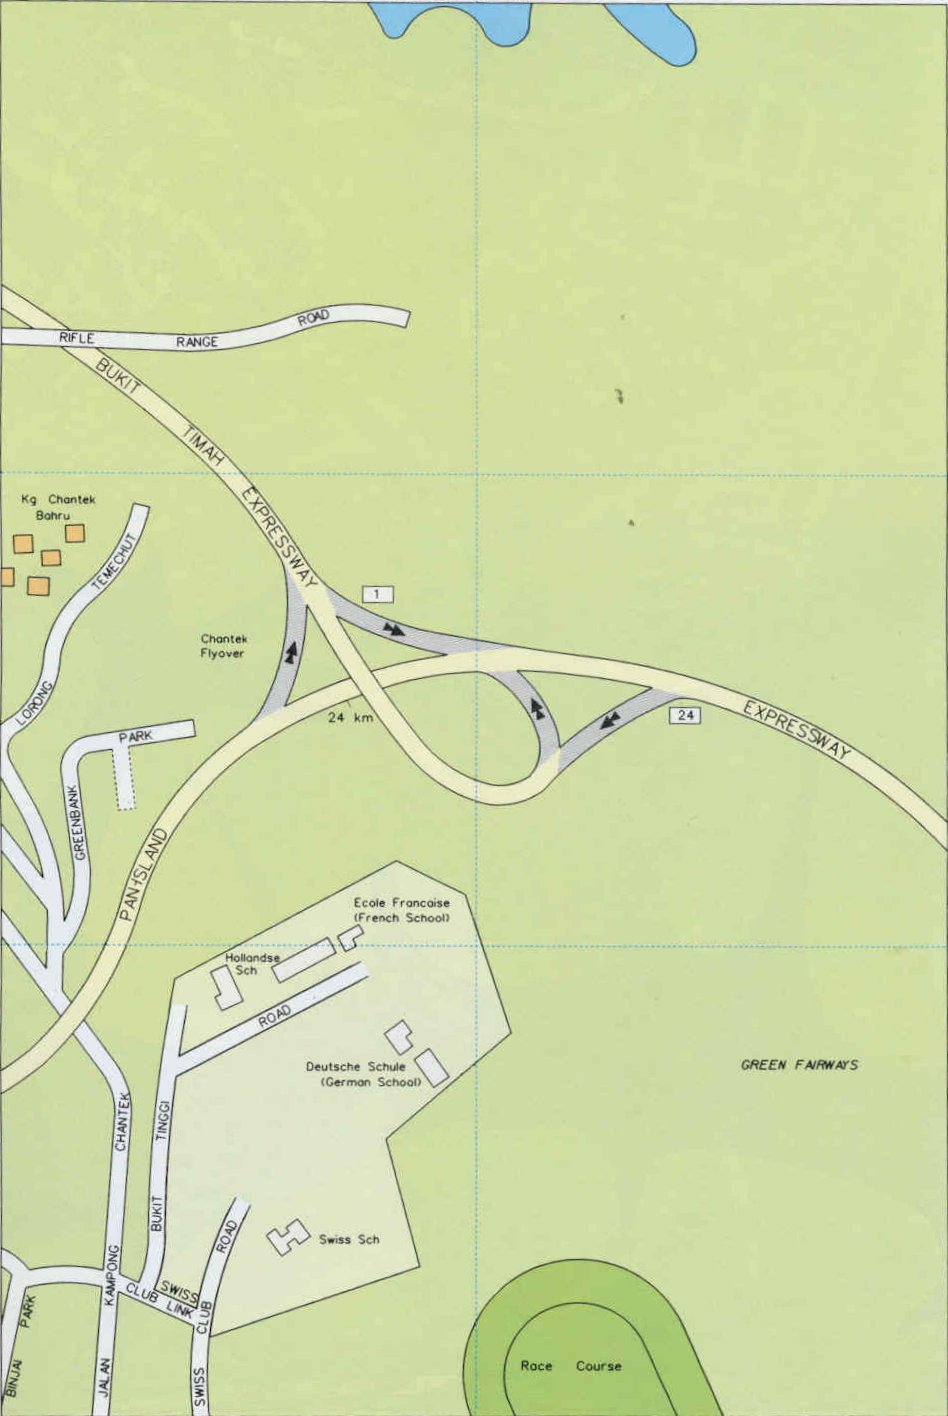 RIFLE RANGE ROAD
BUKIT TIMAH EXPRESSWAY
Kg Chantek
Bahru
LORONG TEMECHUT
1
Chantek
Flyover
24 km
24
PAN-ISLAND EXPRESSWAY
GREENBANK PARK
Ecole Francaise
(French School)
Hollandse
Sch
BUKIT TINGGI ROAD
Deutsche Schule
(German School)
GREEN FAIRWAYS
JALAN KAMPONG CHANTEK
Swiss Sch
SWISS
CLUB LINK
SWISS CLUB ROAD
BINJAI PARK
Race Course